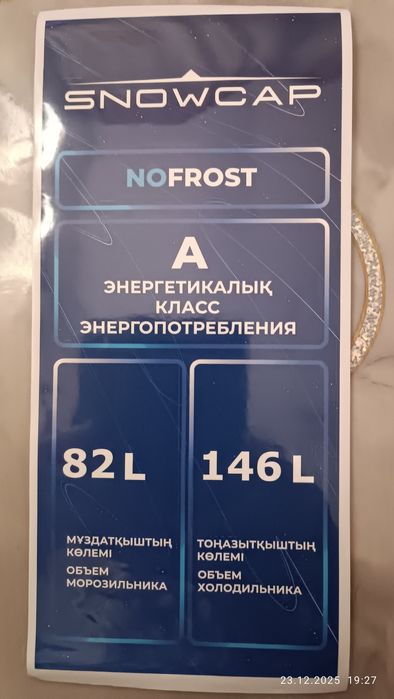 SNOWCAP
NOFROST
A
ЭНЕРГЕТИКАЛЫҚ
КЛАСС
ЭНЕРГОПОТРЕБЛЕНИЯ
82 L
МҰЗДАТҚЫШТЫҢ
КӨЛЕМІ
ОБЪЕМ
МОРОЗИЛЬНИКА
146 L
ТОҢАЗЫТҚЫШТЫҢ
КӨЛЕМІ
ОБЪЕМ
ХОЛОДИЛЬНИКА
23.12.2025 19:27